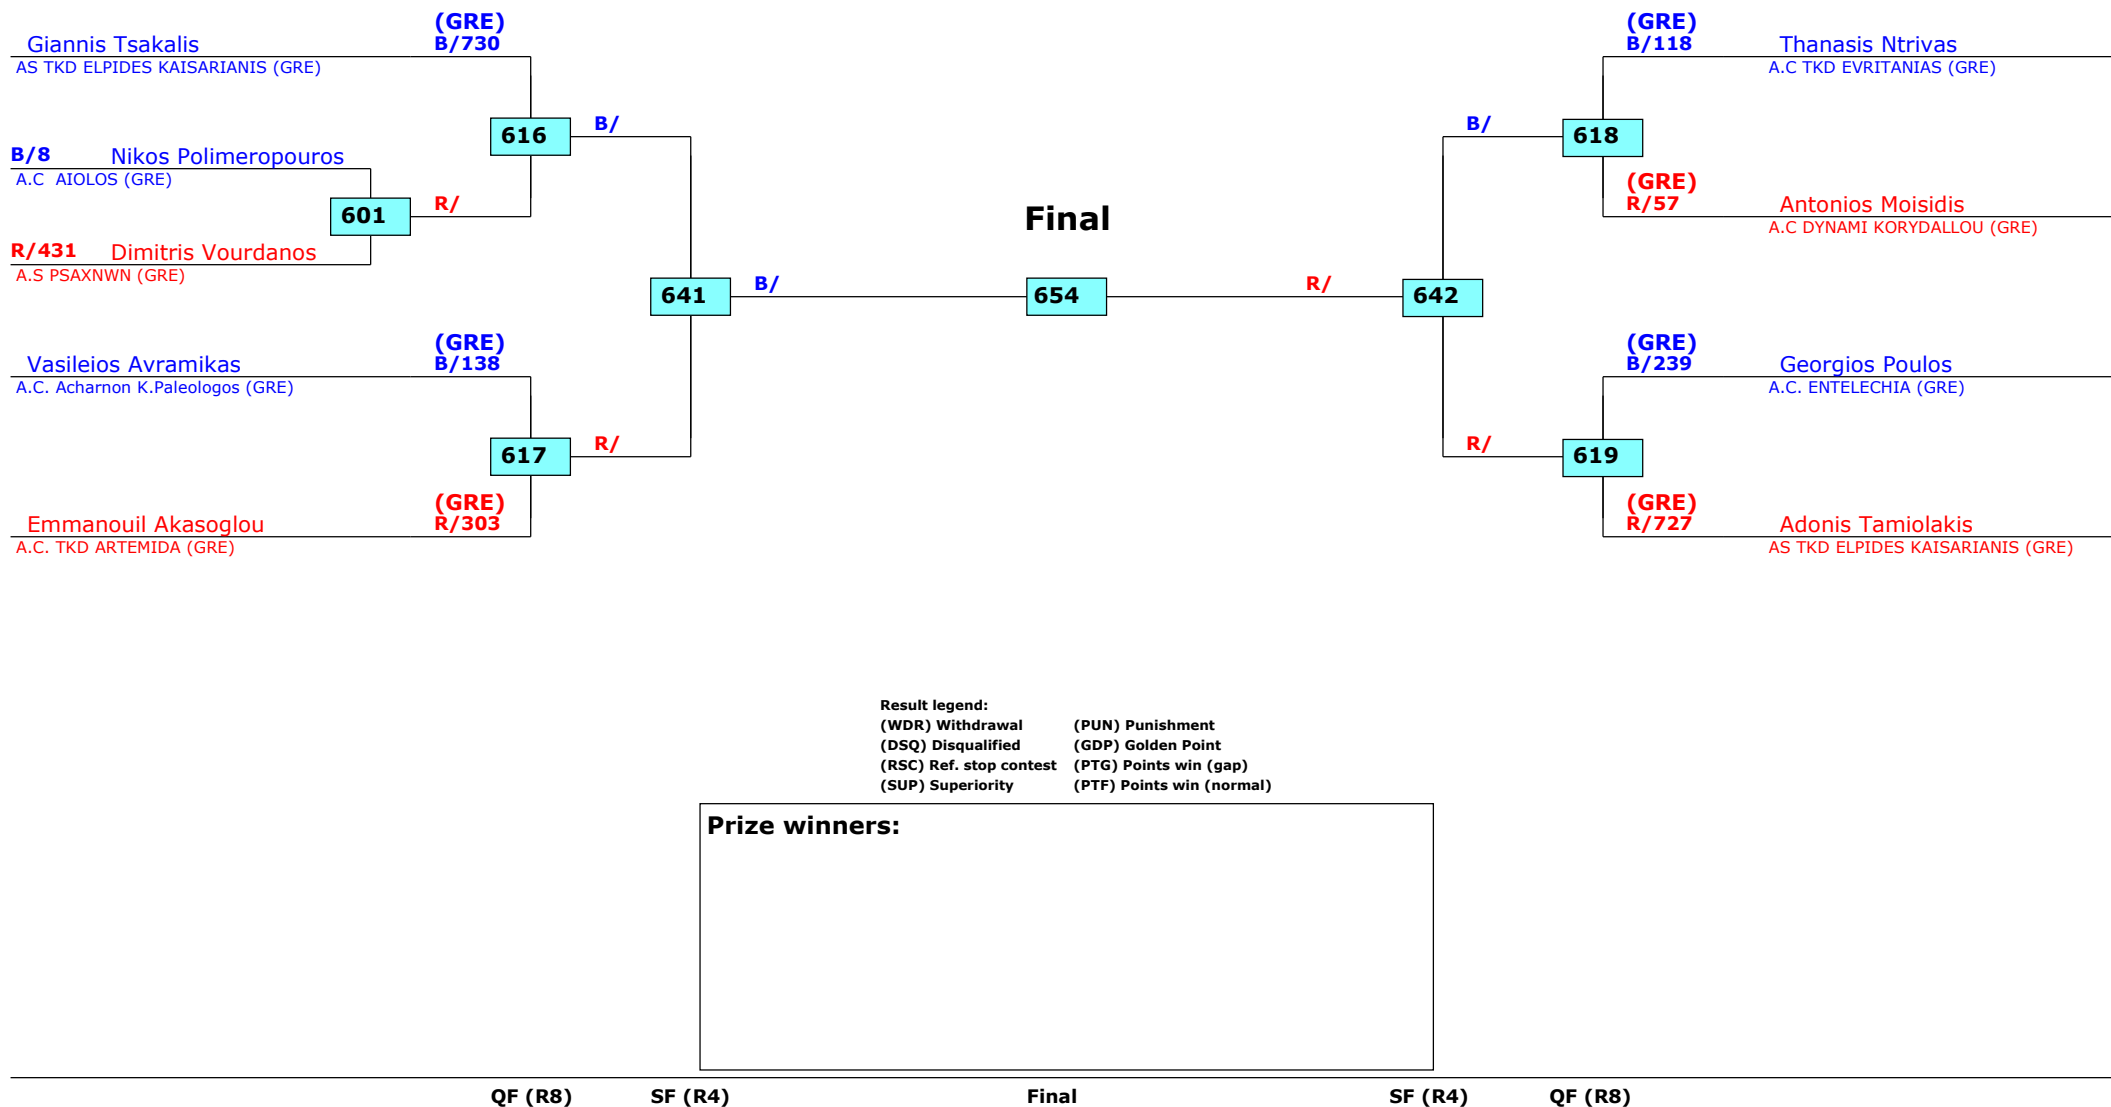 (GRE)
Giannis Tsakalis B/730
AS TKD ELPIDES KAISARIANIS (GRE)
616 B/
B/8 Nikos Polimeropouros
A.C AIOLOS (GRE)
601 R/
R/431 Dimitris Vourdanos
A.S PSAXNWN (GRE)
641 B/
(GRE)
Vasileios Avramikas B/138
A.C. Acharnon K.Paleologos (GRE)
617 R/
(GRE)
Emmanouil Akasoglou R/303
A.C. TKD ARTEMIDA (GRE)
Final
654
(GRE)
B/118 Thanasis Ntrivas
A.C TKD EVRITANIAS (GRE)
B/ 618
(GRE)
R/57 Antonios Moisidis
A.C DYNAMI KORYDALLOU (GRE)
R/ 642
(GRE)
B/239 Georgios Poulos
A.C. ENTELECHIA (GRE)
R/ 619
(GRE)
R/727 Adonis Tamiolakis
AS TKD ELPIDES KAISARIANIS (GRE)
Result legend:
(WDR) Withdrawal (PUN) Punishment
(DSQ) Disqualified (GDP) Golden Point
(RSC) Ref. stop contest (PTG) Points win (gap)
(SUP) Superiority (PTF) Points win (normal)
Prize winners:
QF (R8) SF (R4) Final SF (R4) QF (R8)